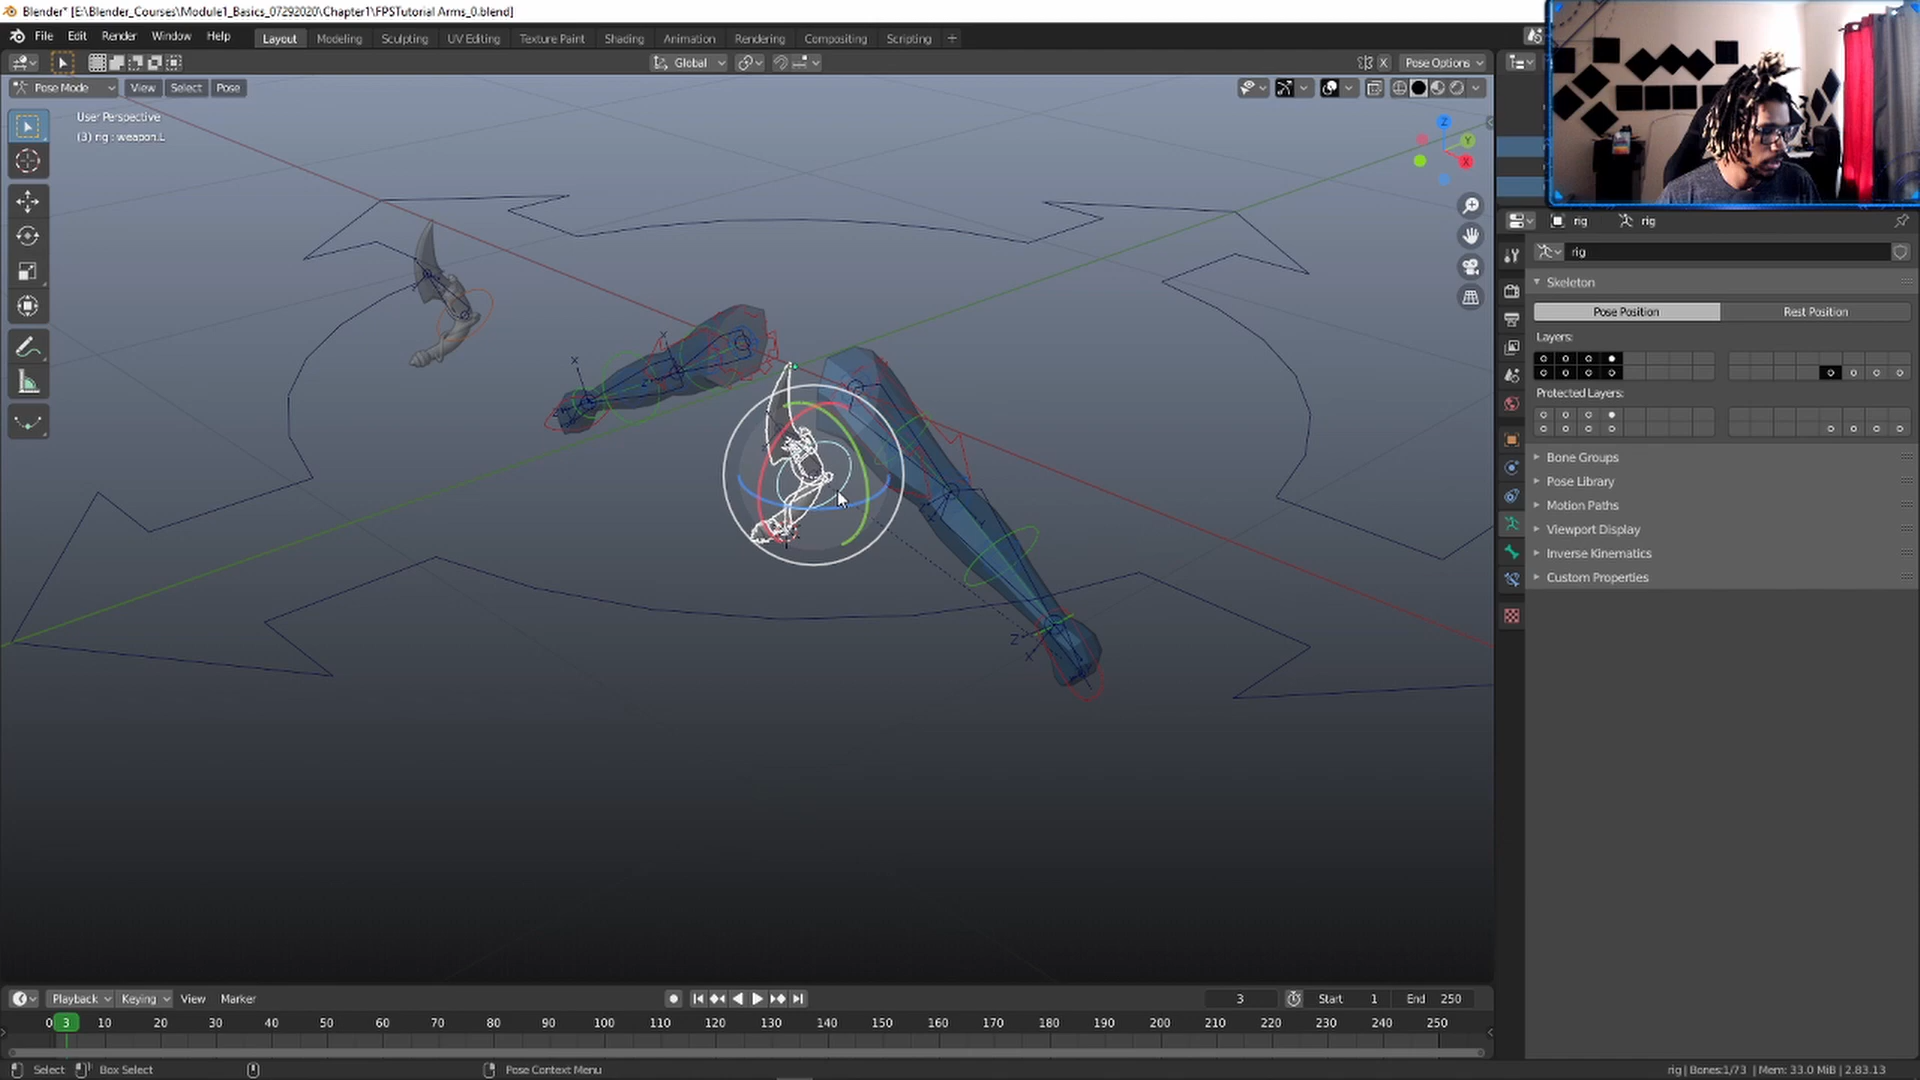 Blender* [E:\Blender_Courses\Module1_Basics_07292020\Chapter1\FPSTutorial Arms_0.blend]
File Edit Render Window Help Layout Modeling Sculpting UV Editing Texture Paint Shading Animation Rendering Compositing Scripting +
Global X Pose Options
Pose Mode View Select Pose
User Perspective
(3) rig : weapon.L
Z
Y
X
rig rig
rig
Skeleton
Pose Position Rest Position
Layers:
Protected Layers:
Bone Groups
Pose Library
Motion Paths
Viewport Display
Inverse Kinematics
Custom Properties
X
X
Z
Z
X
Playback Keying View Marker 3 Start 1 End 250
0 3 10 20 30 40 50 60 70 80 90 100 110 120 130 140 150 160 170 180 190 200 210 220 230 240 250
Select Box Select Pose Context Menu rig | Bones:1/73 | Mem: 33.0 MiB | 2.83.13